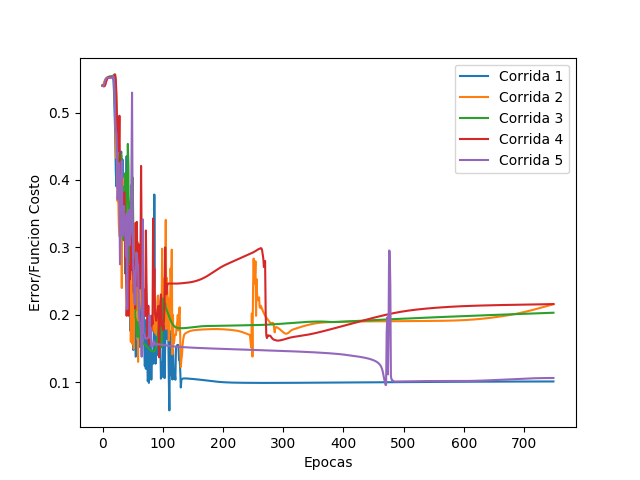 Corrida 1
Corrida 2
Corrida 3
Corrida 4
Corrida 5
Error/Funcion Costo
0.5
0.4
0.3
0.2
0.1
0 100 200 300 400 500 600 700
Epocas